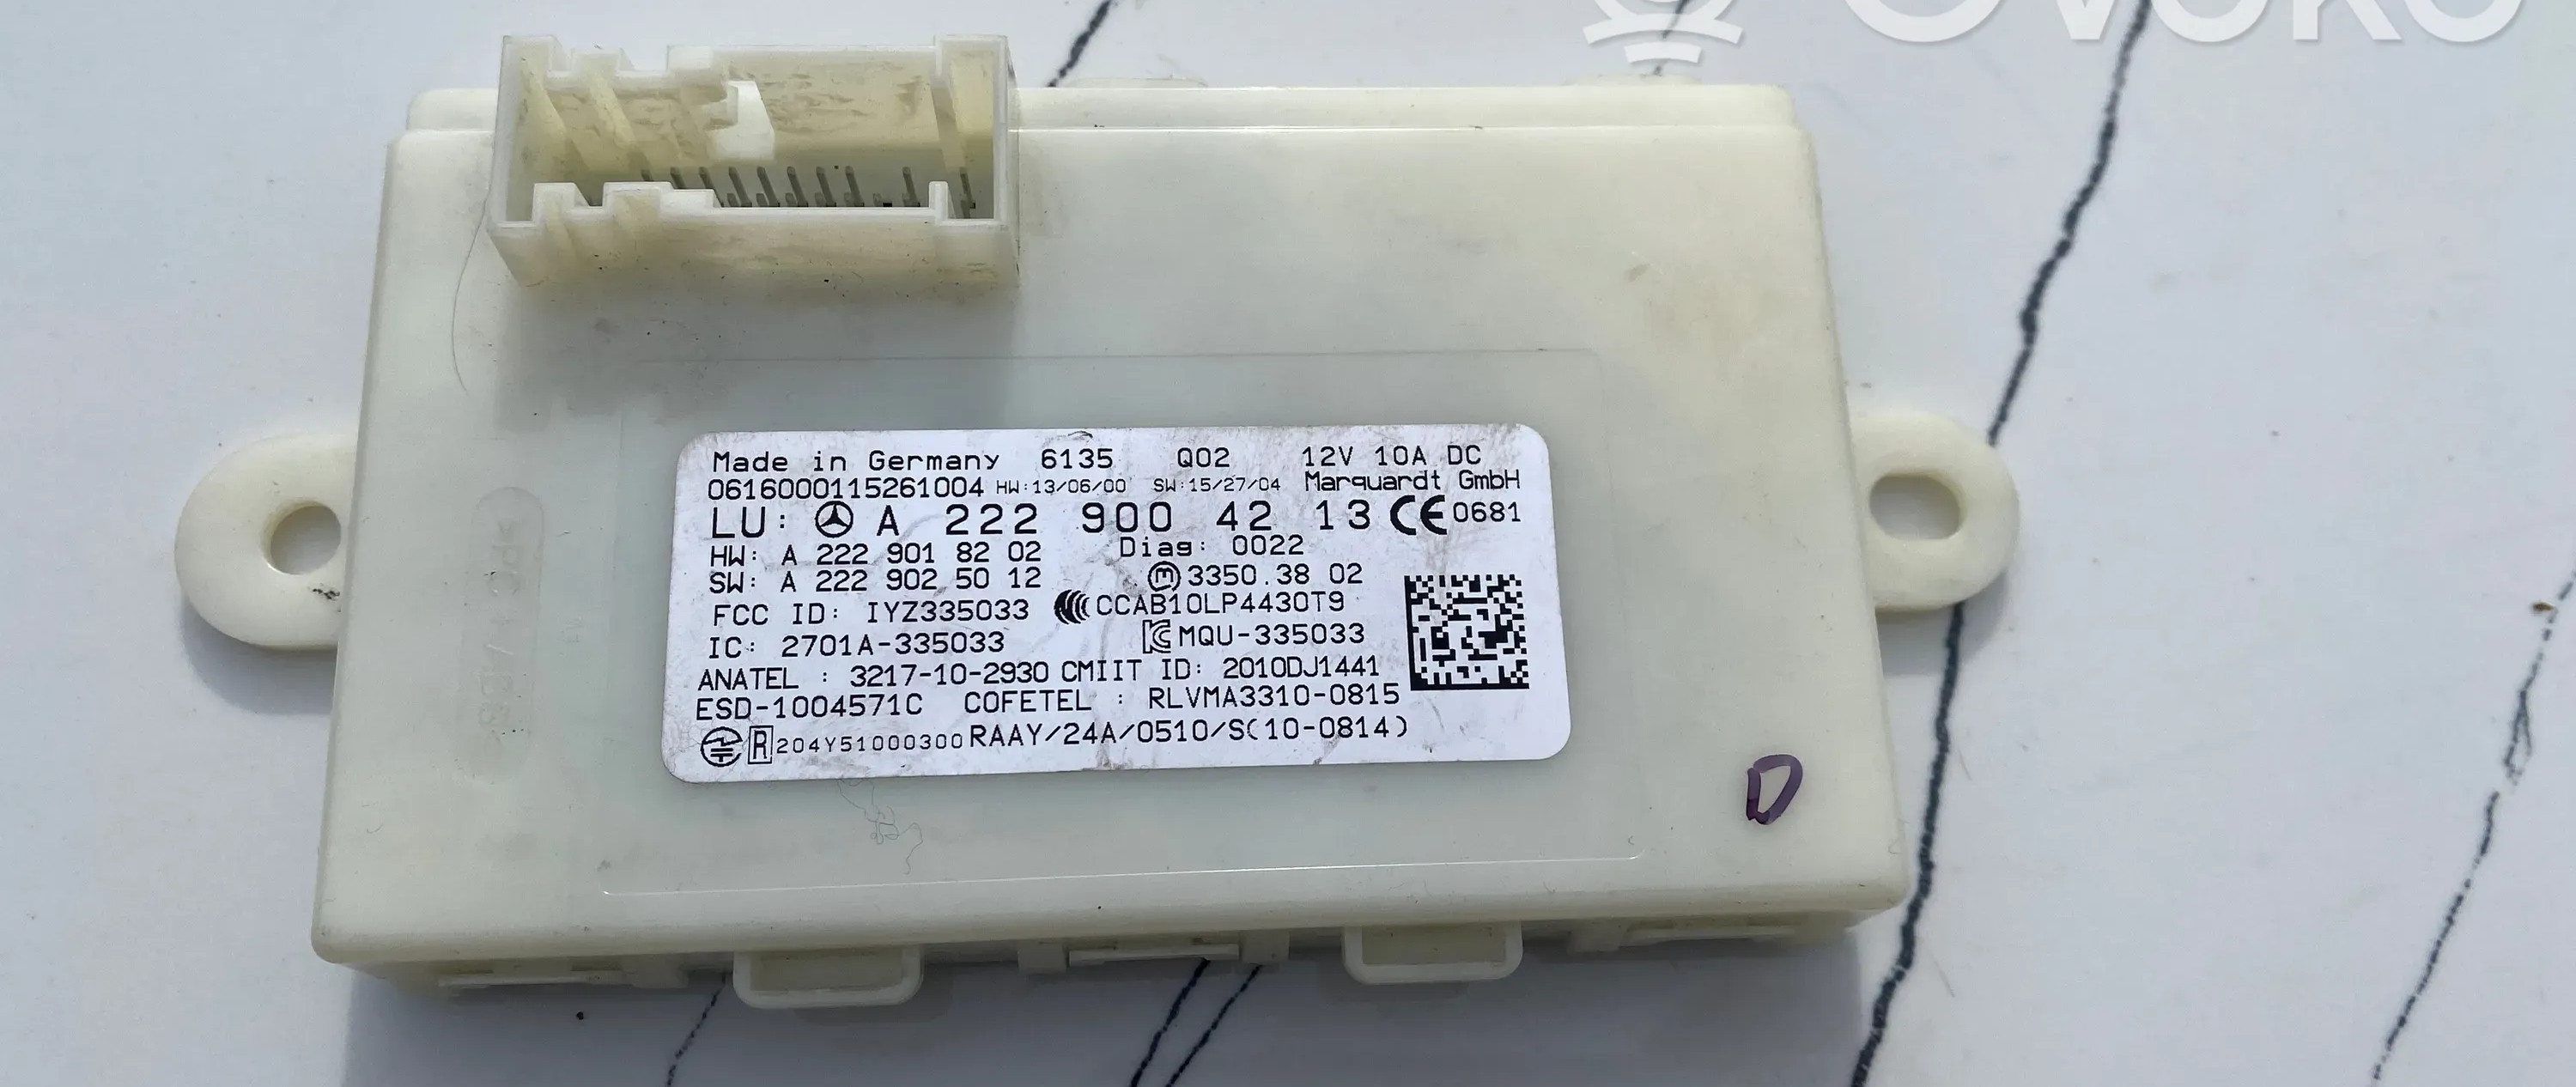 OVOKO
Made in Germany 6135 Q02 12V 10A DC
0616000115261004 HW:13/06/00 SW:15/27/04 Marquardt GmbH
LU: A 222 900 42 13 CE 0681
HW: A 222 901 82 02 Diag: 0022
SW: A 222 902 50 12 m 3350.38 02
FCC ID: IYZ335033 CCAB10LP4430T9
IC: 2701A-335033 KC MQU-335033
ANATEL : 3217-10-2930 CMIIT ID: 2010DJ1441
ESD-1004571C COFETEL : RLVMA3310-0815
R 204Y51000300 RAAY/24A/0510/S(10-0814)
D